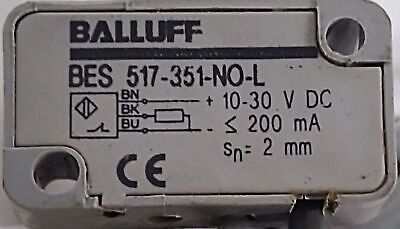 BALLUFF
BES 517-351-NO-L
BN + 10-30 V DC
BK ≤ 200 mA
BU sn= 2 mm
CE